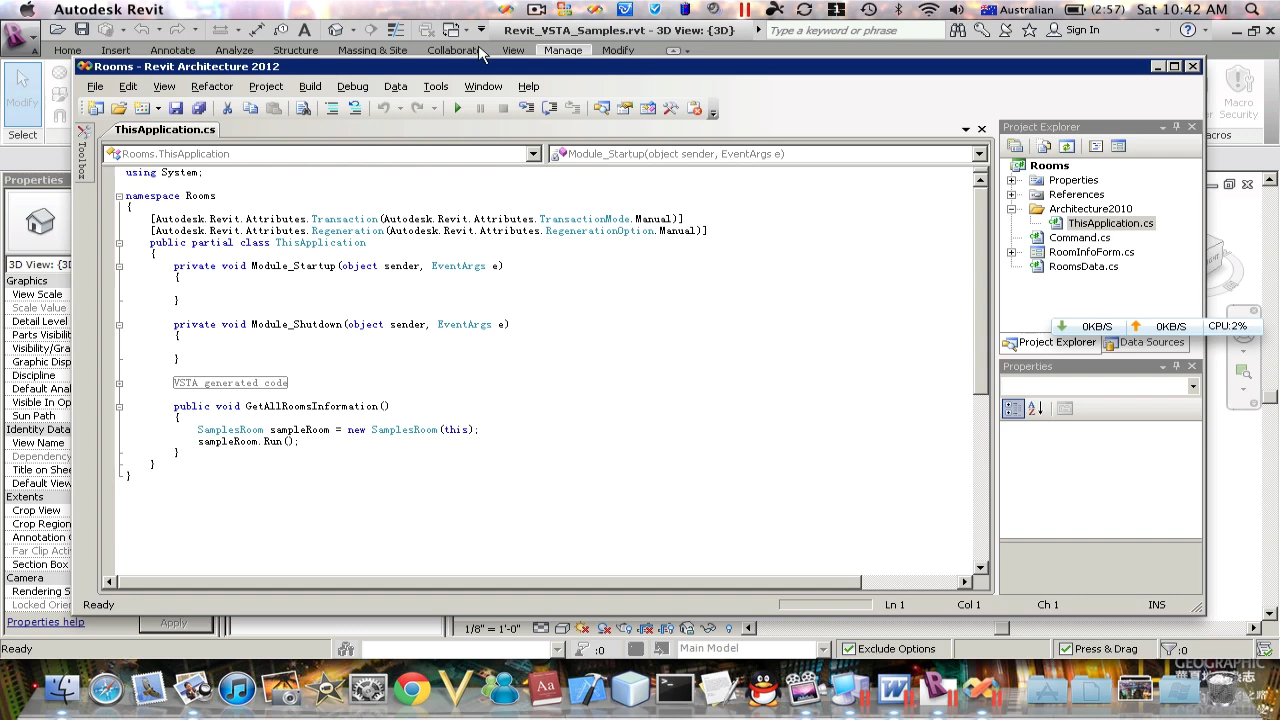 Autodesk Revit
Australian (2:57) Sat 10:42 AM
Revit_VSTA_Samples.rvt - 3D View: {3D}
Type a keyword or phrase
Sign In
Home Insert Annotate Analyze Structure Massing & Site Collaborat View Manage Modify
Rooms - Revit Architecture 2012
File Edit View Refactor Project Build Debug Data Tools Window Help
Modify
Select
Macro
Security
acros
Toolbox
ThisApplication.cs
Rooms.ThisApplication
Module_Startup(object sender, EventArgs e)
using System;
namespace Rooms
{
[Autodesk.Revit.Attributes.Transaction(Autodesk.Revit.Attributes.TransactionMode.Manual)]
[Autodesk.Revit.Attributes.Regeneration(Autodesk.Revit.Attributes.RegenerationOption.Manual)]
public partial class ThisApplication
{
private void Module_Startup(object sender, EventArgs e)
{
}
private void Module_Shutdown(object sender, EventArgs e)
{
}
VSTA generated code
public void GetAllRoomsInformation()
{
SamplesRoom sampleRoom = new SamplesRoom(this);
sampleRoom.Run();
}
}
}
Project Explorer
Rooms
Properties
References
Architecture2010
ThisApplication.cs
Command.cs
RoomInfoForm.cs
RoomsData.cs
0KB/S 0KB/S CPU:2%
Project Explorer Data Sources
Properties
Properties
3D View: {3D
Graphics
View Scale
Scale Value
Detail Level
Parts Visibility
Visibility/Gra
Graphic Disp
Discipline
Default Anal
Visible In Opt
Sun Path
Identity Data
View Name
Dependency
Title on Shee
Default View
Extents
Crop View
Crop Region
Annotation C
Far Clip Activ
Section Box
Camera
Rendering S
Locked Orier
Properties help
Apply
Ready Ln 1 Col 1 Ch 1 INS
1/8" = 1'-0"
Ready
:0
Main Model
Exclude Options
Press & Drag
:0
GEOGRAPHIC